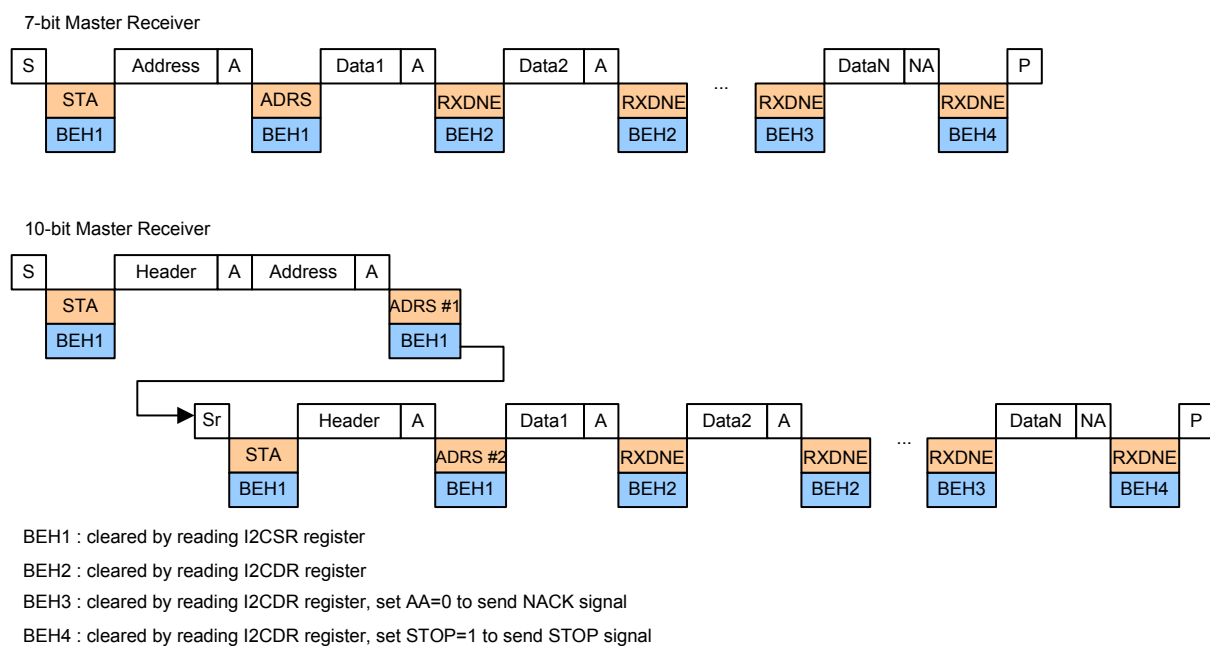 7-bit Master Receiver
S Address A Data1 A Data2 A ... DataN NA P
STA ADRS RXDNE RXDNE RXDNE RXDNE
BEH1 BEH1 BEH2 BEH2 BEH3 BEH4
10-bit Master Receiver
S Header A Address A
STA ADRS #1
BEH1 BEH1
Sr Header A Data1 A Data2 A ... DataN NA P
STA ADRS #2 RXDNE RXDNE RXDNE RXDNE
BEH1 BEH1 BEH2 BEH2 BEH3 BEH4
BEH1 : cleared by reading I2CSR register
BEH2 : cleared by reading I2CDR register
BEH3 : cleared by reading I2CDR register, set AA=0 to send NACK signal
BEH4 : cleared by reading I2CDR register, set STOP=1 to send STOP signal